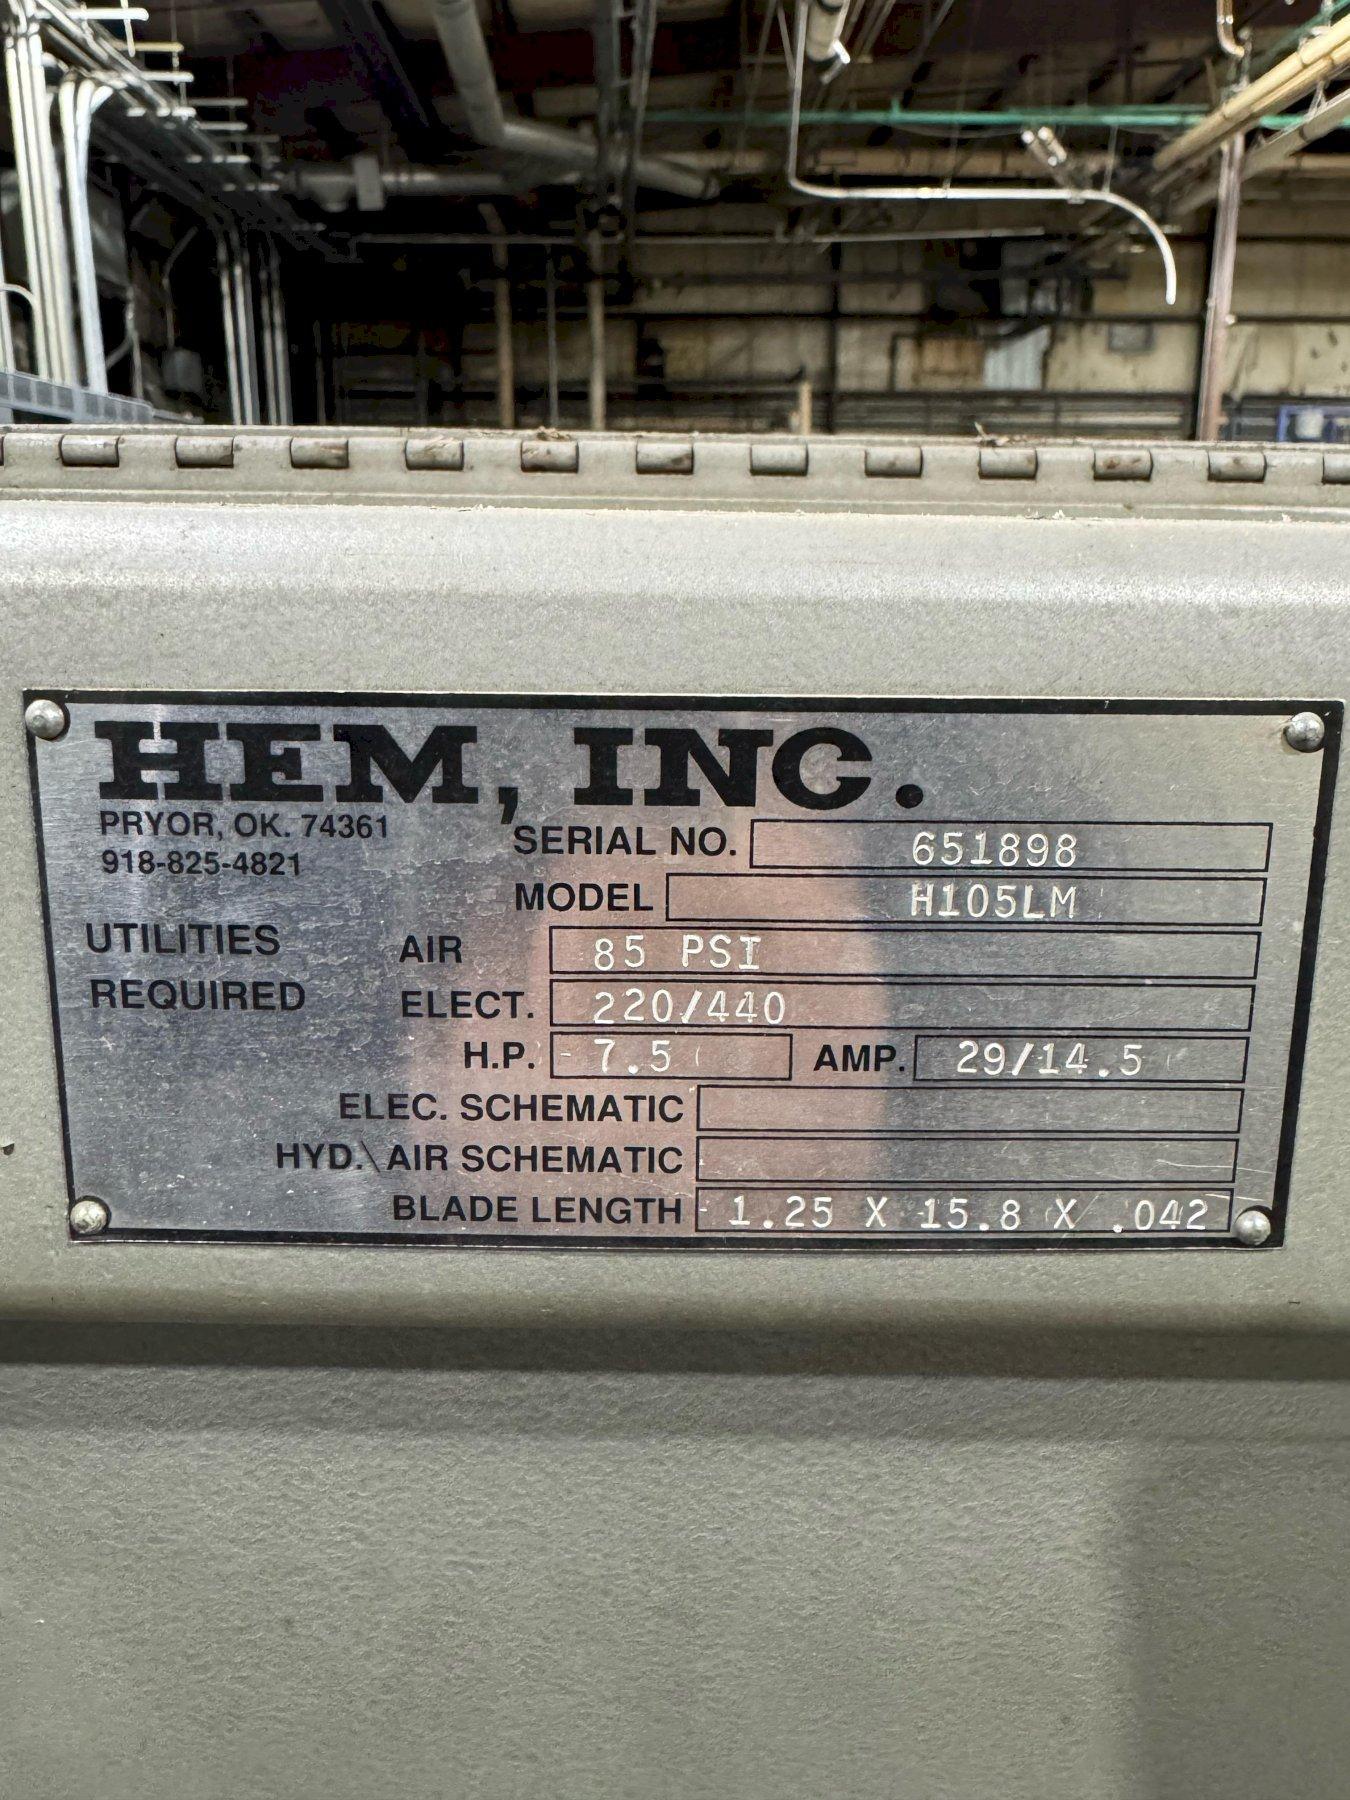 HEM, INC.
PRYOR, OK. 74361
918-825-4821
SERIAL NO. 651898
MODEL H105LM
UTILITIES REQUIRED
AIR 85 PSI
ELECT. 220/440
H.P. 7.5 AMP. 29/14.5
ELEC. SCHEMATIC
HYD.\AIR SCHEMATIC
BLADE LENGTH 1.25 X 15.8 X .042